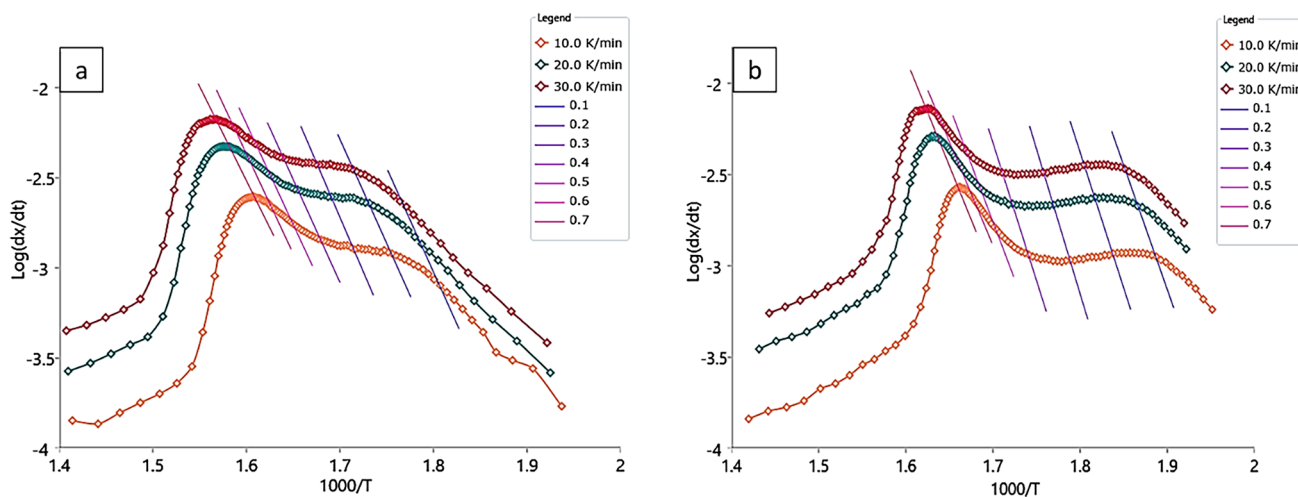 a
Legend
10.0 K/min
20.0 K/min
30.0 K/min
0.1
0.2
0.3
0.4
0.5
0.6
0.7
Log(dx/dt)
-2
-2.5
-3
-3.5
-4
1.4 1.5 1.6 1.7 1.8 1.9 2
1000/T
b
Legend
10.0 K/min
20.0 K/min
30.0 K/min
0.1
0.2
0.3
0.4
0.5
0.6
0.7
Log(dx/dt)
-2
-2.5
-3
-3.5
-4
1.4 1.5 1.6 1.7 1.8 1.9 2
1000/T